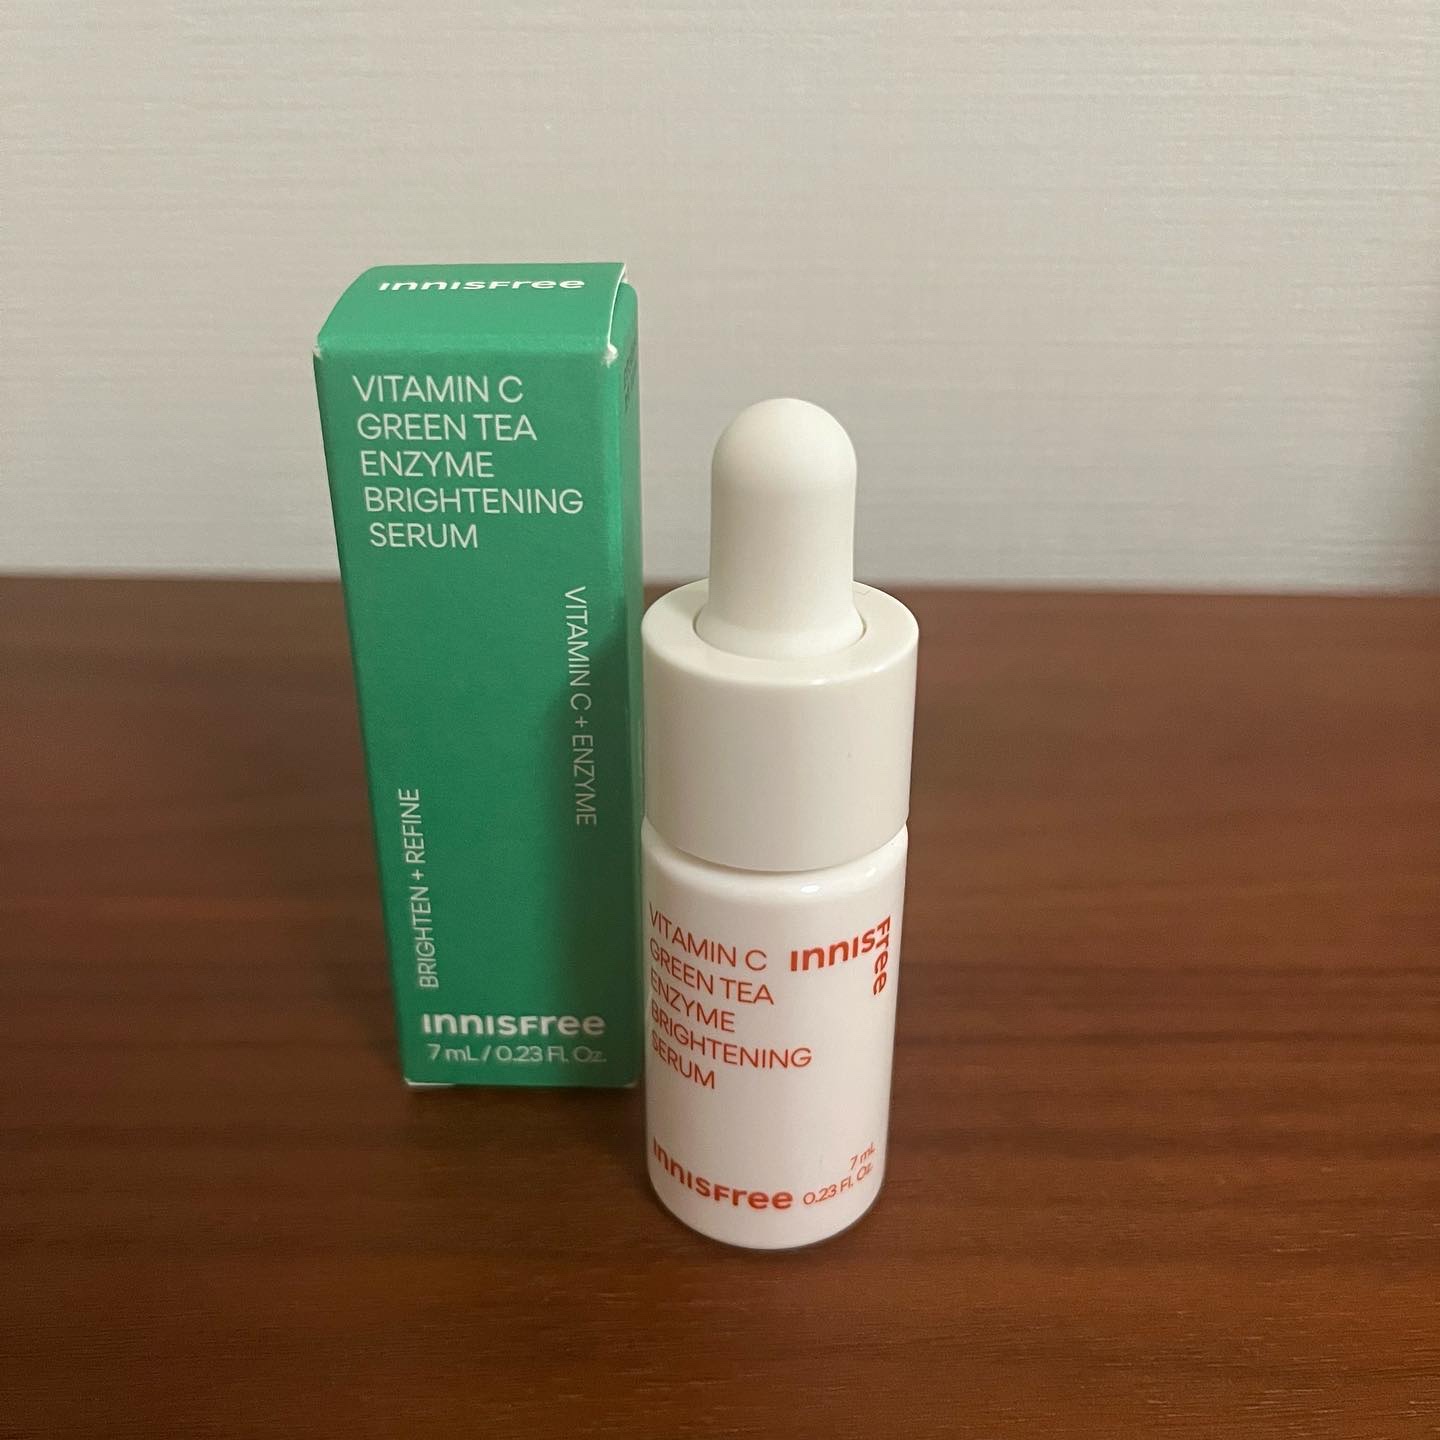 innisfree
VITAMIN C
GREEN TEA
ENZYME
BRIGHTENING
SERUM
VITAMIN C + ENZYME
BRIGHTEN + REFINE
innisfree
7 mL / 0.23 Fl. Oz.
VITAMIN C
GREEN TEA
ENZYME
BRIGHTENING
SERUM
innisfree
innisfree
7 mL
0.23 Fl. Oz.